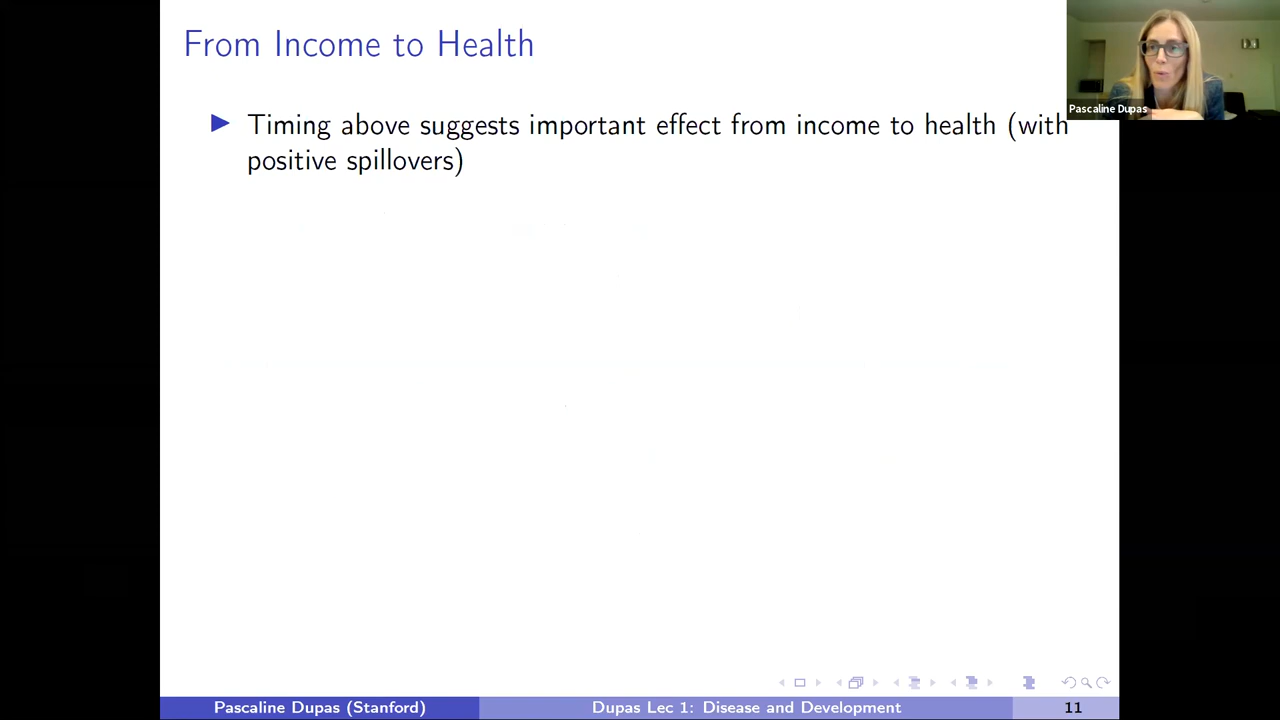 From Income to Health
Pascaline Dupas
▶ Timing above suggests important effect from income to health (with
positive spillovers)
Pascaline Dupas (Stanford)
Dupas Lec 1: Disease and Development
11